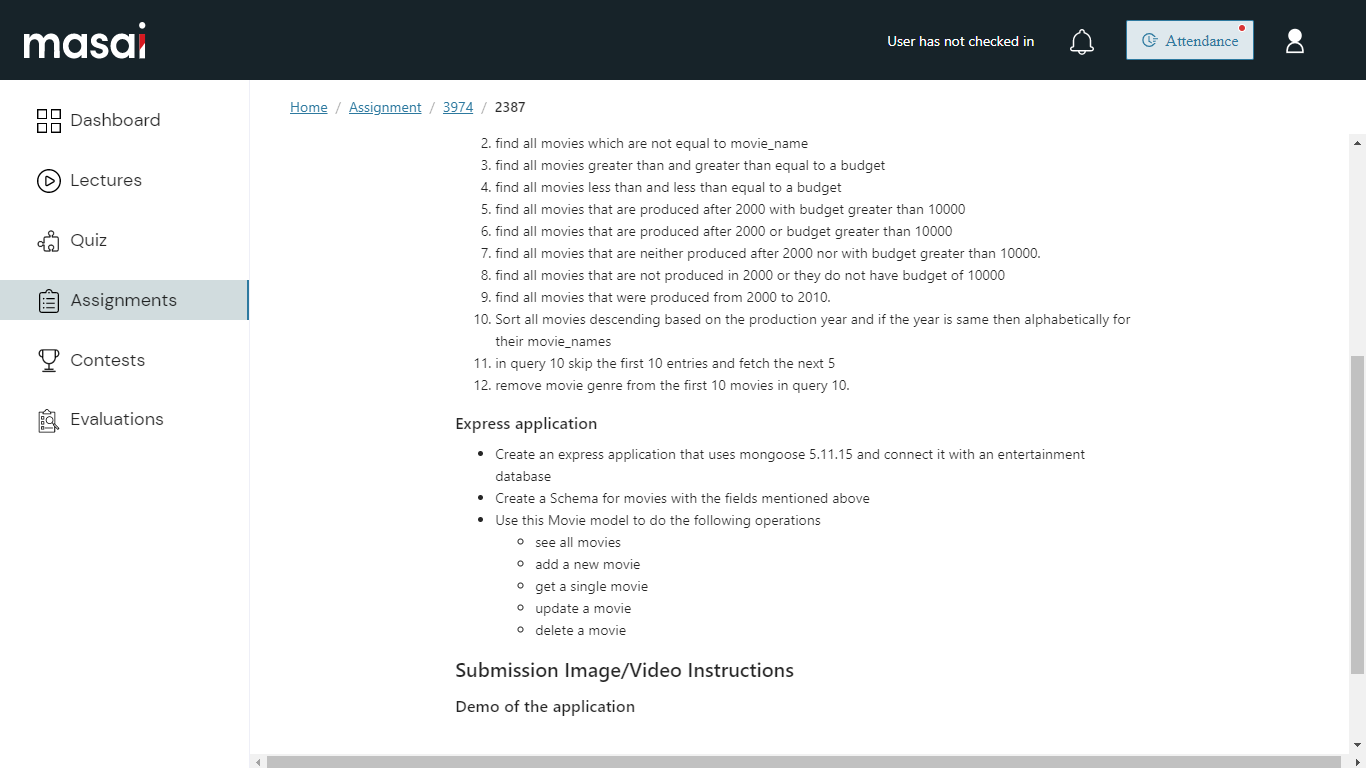 masai
User has not checked in
Attendance
Dashboard
Lectures
Quiz
Assignments
Contests
Evaluations
Home / Assignment / 3974 / 2387
2. find all movies which are not equal to movie_name
3. find all movies greater than and greater than equal to a budget
4. find all movies less than and less than equal to a budget
5. find all movies that are produced after 2000 with budget greater than 10000
6. find all movies that are produced after 2000 or budget greater than 10000
7. find all movies that are neither produced after 2000 nor with budget greater than 10000.
8. find all movies that are not produced in 2000 or they do not have budget of 10000
9. find all movies that were produced from 2000 to 2010.
10. Sort all movies descending based on the production year and if the year is same then alphabetically for
their movie_names
11. in query 10 skip the first 10 entries and fetch the next 5
12. remove movie genre from the first 10 movies in query 10.
Express application
Create an express application that uses mongoose 5.11.15 and connect it with an entertainment
database
Create a Schema for movies with the fields mentioned above
Use this Movie model to do the following operations
see all movies
add a new movie
get a single movie
update a movie
delete a movie
Submission Image/Video Instructions
Demo of the application